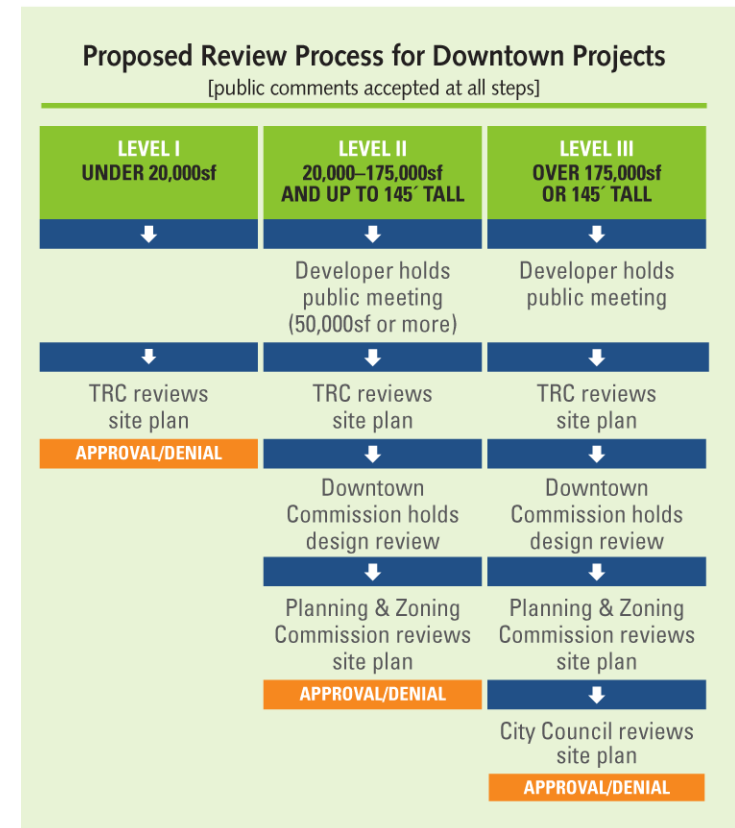 Proposed Review Process for Downtown Projects
[public comments accepted at all steps]
LEVEL I
UNDER 20,000sf
LEVEL II
20,000–175,000sf
AND UP TO 145´ TALL
LEVEL III
OVER 175,000sf
OR 145´ TALL
Developer holds
public meeting
(50,000sf or more)
Developer holds
public meeting
TRC reviews
site plan
TRC reviews
site plan
TRC reviews
site plan
APPROVAL/DENIAL
Downtown
Commission holds
design review
Downtown
Commission holds
design review
Planning & Zoning
Commission reviews
site plan
Planning & Zoning
Commission reviews
site plan
APPROVAL/DENIAL
City Council reviews
site plan
APPROVAL/DENIAL